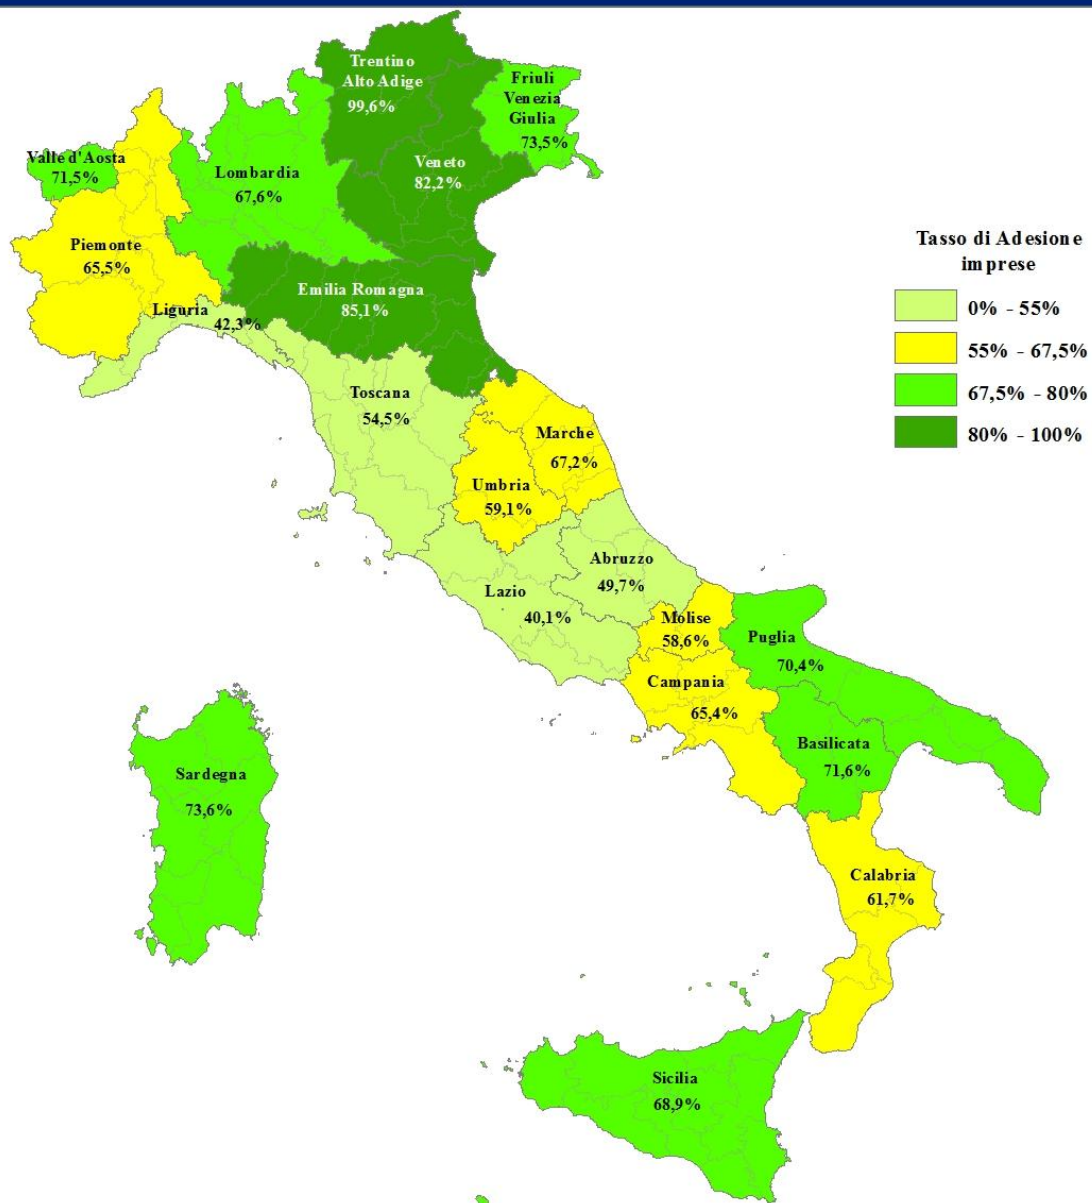 Trentino
Alto Adige
99,6%
Friuli
Venezia
Giulia
73,5%
Valle d'Aosta
71,5%
Lombardia
67,6%
Veneto
82,2%
Piemonte
65,5%
Emilia Romagna
85,1%
Liguria
42,3%
Toscana
54,5%
Marche
67,2%
Umbria
59,1%
Abruzzo
49,7%
Lazio
40,1%
Molise
58,6%
Puglia
70,4%
Campania
65,4%
Basilicata
71,6%
Sardegna
73,6%
Calabria
61,7%
Sicilia
68,9%
Tasso di Adesione
imprese
0% - 55%
55% - 67,5%
67,5% - 80%
80% - 100%